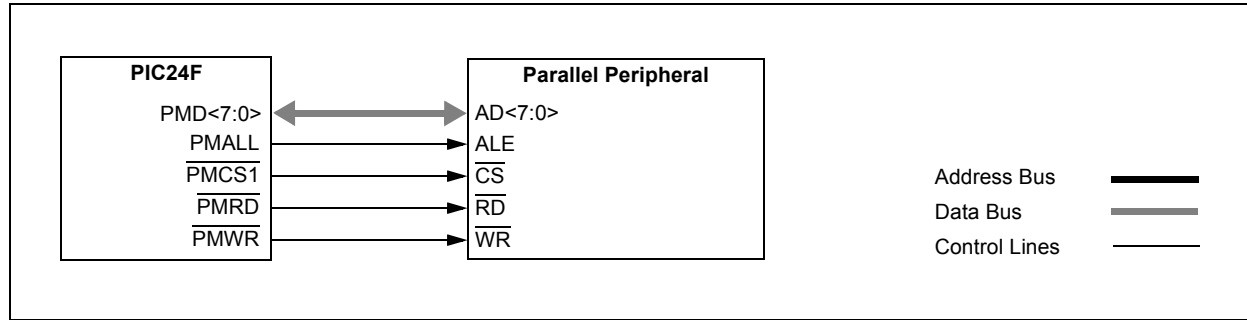 PIC24F
PMD<7:0>
PMALL
PMCS1
PMRD
PMWR
Parallel Peripheral
AD<7:0>
ALE
CS
RD
WR
Address Bus
Data Bus
Control Lines